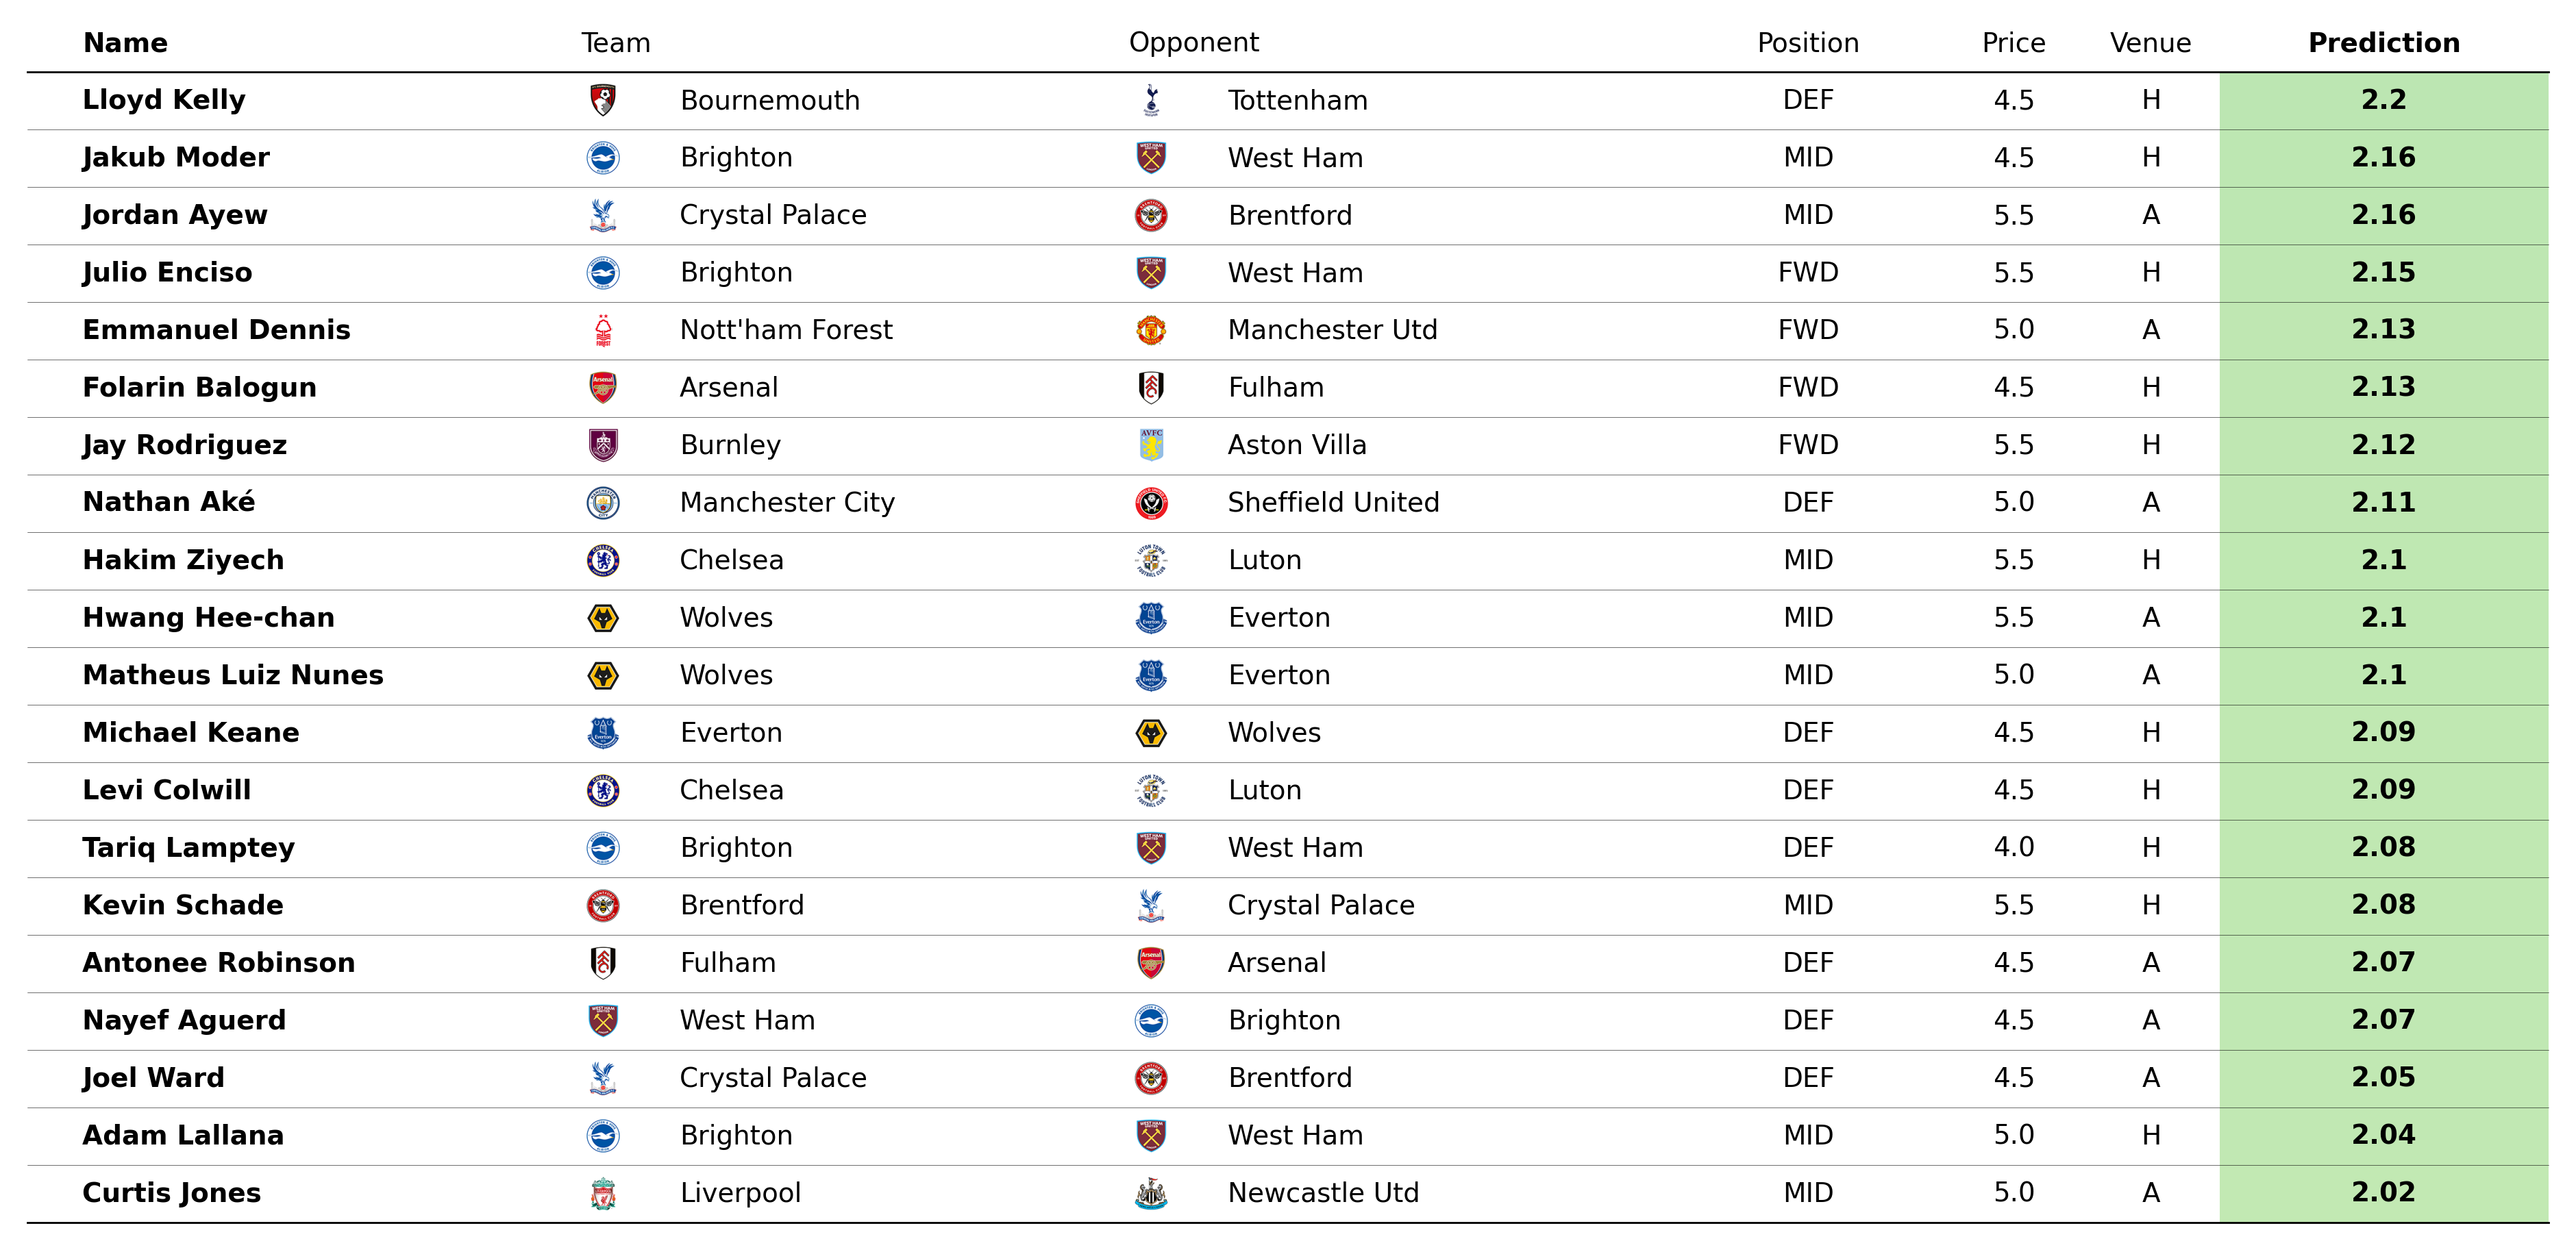 Name Team Opponent Position Price Venue Prediction
Lloyd Kelly Bournemouth Tottenham DEF 4.5 H 2.2
Jakub Moder Brighton West Ham MID 4.5 H 2.16
Jordan Ayew Crystal Palace Brentford MID 5.5 A 2.16
Julio Enciso Brighton West Ham FWD 5.5 H 2.15
Emmanuel Dennis Nott'ham Forest Manchester Utd FWD 5.0 A 2.13
Folarin Balogun Arsenal Fulham FWD 4.5 H 2.13
Jay Rodriguez Burnley Aston Villa FWD 5.5 H 2.12
Nathan Aké Manchester City Sheffield United DEF 5.0 A 2.11
Hakim Ziyech Chelsea Luton MID 5.5 H 2.1
Hwang Hee-chan Wolves Everton MID 5.5 A 2.1
Matheus Luiz Nunes Wolves Everton MID 5.0 A 2.1
Michael Keane Everton Wolves DEF 4.5 H 2.09
Levi Colwill Chelsea Luton DEF 4.5 H 2.09
Tariq Lamptey Brighton West Ham DEF 4.0 H 2.08
Kevin Schade Brentford Crystal Palace MID 5.5 H 2.08
Antonee Robinson Fulham Arsenal DEF 4.5 A 2.07
Nayef Aguerd West Ham Brighton DEF 4.5 A 2.07
Joel Ward Crystal Palace Brentford DEF 4.5 A 2.05
Adam Lallana Brighton West Ham MID 5.0 H 2.04
Curtis Jones Liverpool Newcastle Utd MID 5.0 A 2.02